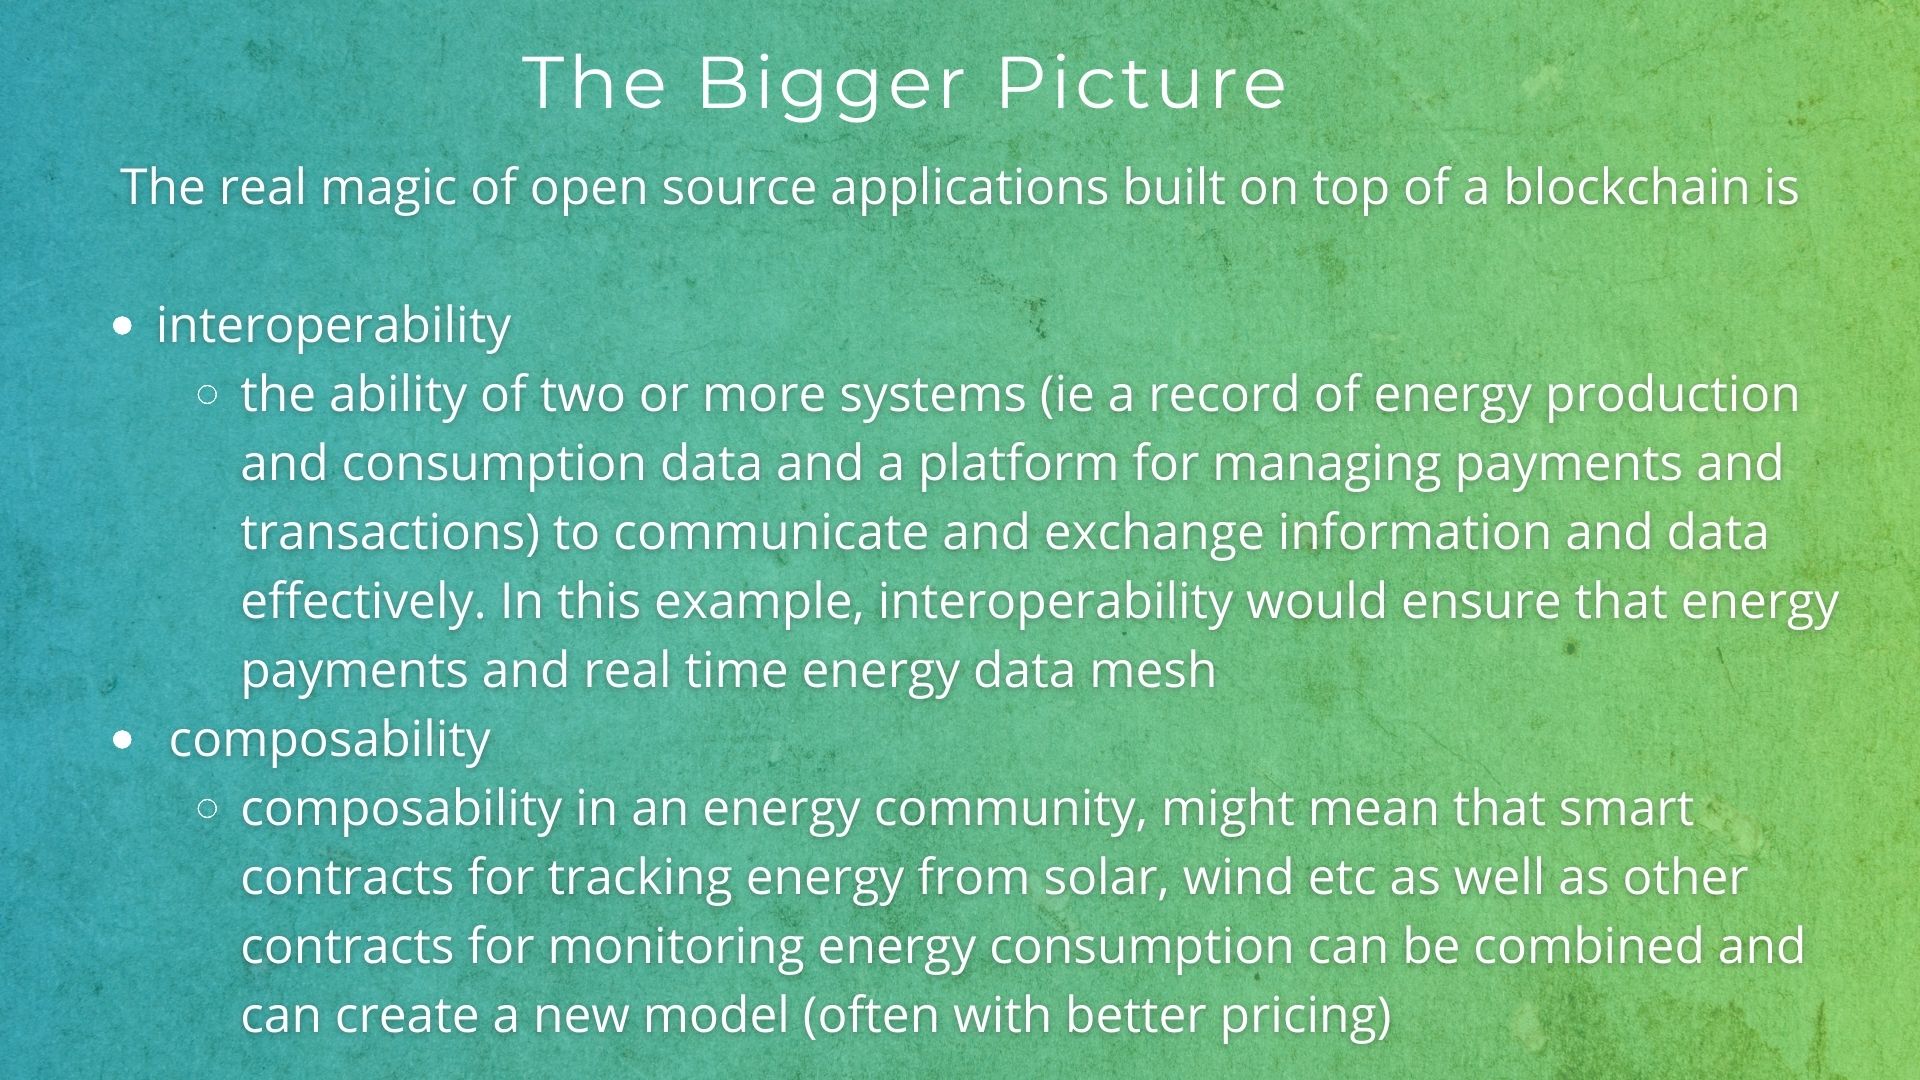 The Bigger Picture
The real magic of open source applications built on top of a blockchain is
interoperability
the ability of two or more systems (ie a record of energy production
and consumption data and a platform for managing payments and
transactions) to communicate and exchange information and data
effectively. In this example, interoperability would ensure that energy
payments and real time energy data mesh
composability
composability in an energy community, might mean that smart
contracts for tracking energy from solar, wind etc as well as other
contracts for monitoring energy consumption can be combined and
can create a new model (often with better pricing)